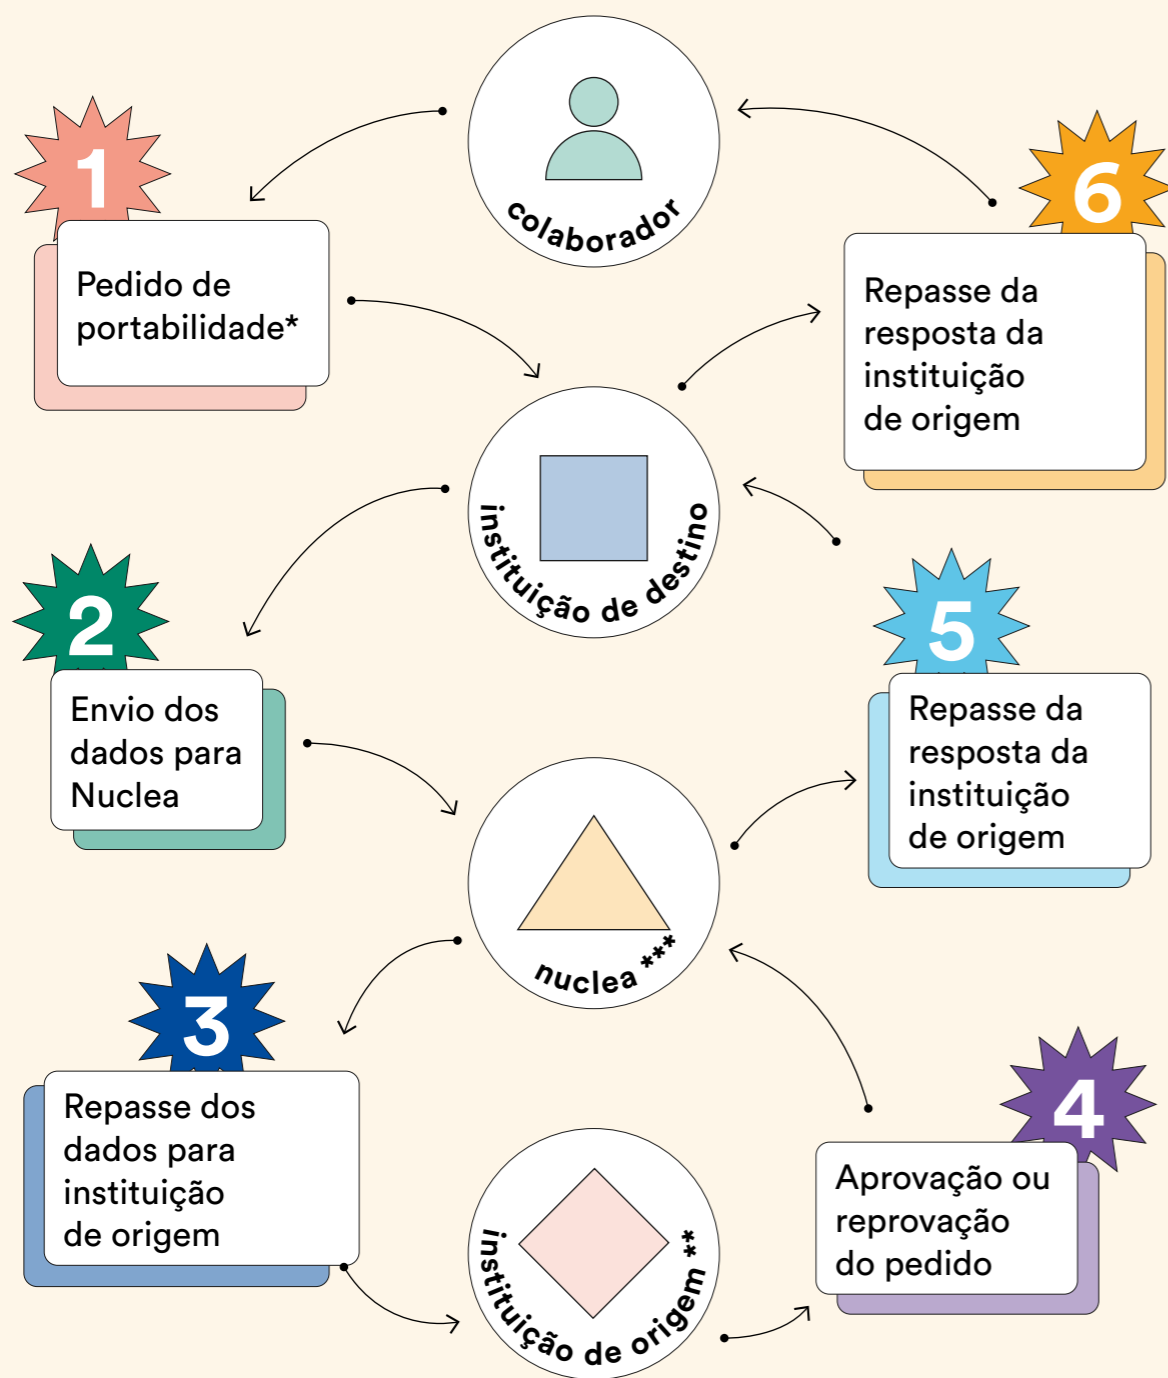 colaborador
1
Pedido de
portabilidade*
instituição de destino
2
Envio dos
dados para
Nuclea
nuclea ***
3
Repasse dos
dados para
instituição
de origem
instituição de origem **
4
Aprovação ou
reprovação
do pedido
5
Repasse da
resposta da
instituição
de origem
6
Repasse da
resposta da
instituição
de origem